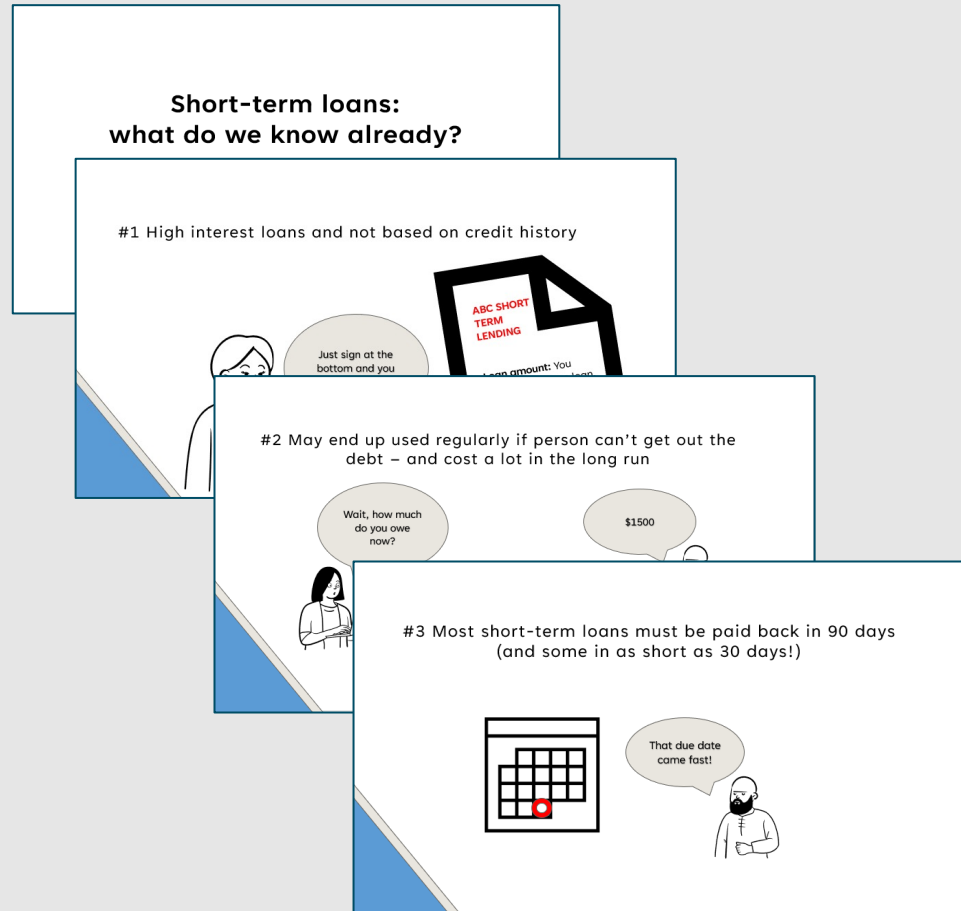 Short-term loans:
what do we know already?
#1 High interest loans and not based on credit history
ABC SHORT
TERM
LENDING
Just sign at the
bottom and you
amount: You
#2 May end up used regularly if person can’t get out the
debt – and cost a lot in the long run
Wait, how much
do you owe
now?
$1500
#3 Most short-term loans must be paid back in 90 days
(and some in as short as 30 days!)
That due date
came fast!